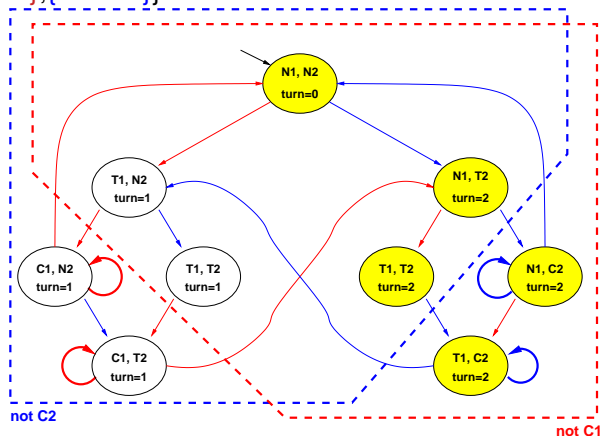 },{ }}
N1, N2
turn=0
T1, N2
turn=1
N1, T2
turn=2
C1, N2
turn=1
T1, T2
turn=1
T1, T2
turn=2
N1, C2
turn=2
C1, T2
turn=1
T1, C2
turn=2
not C2
not C1